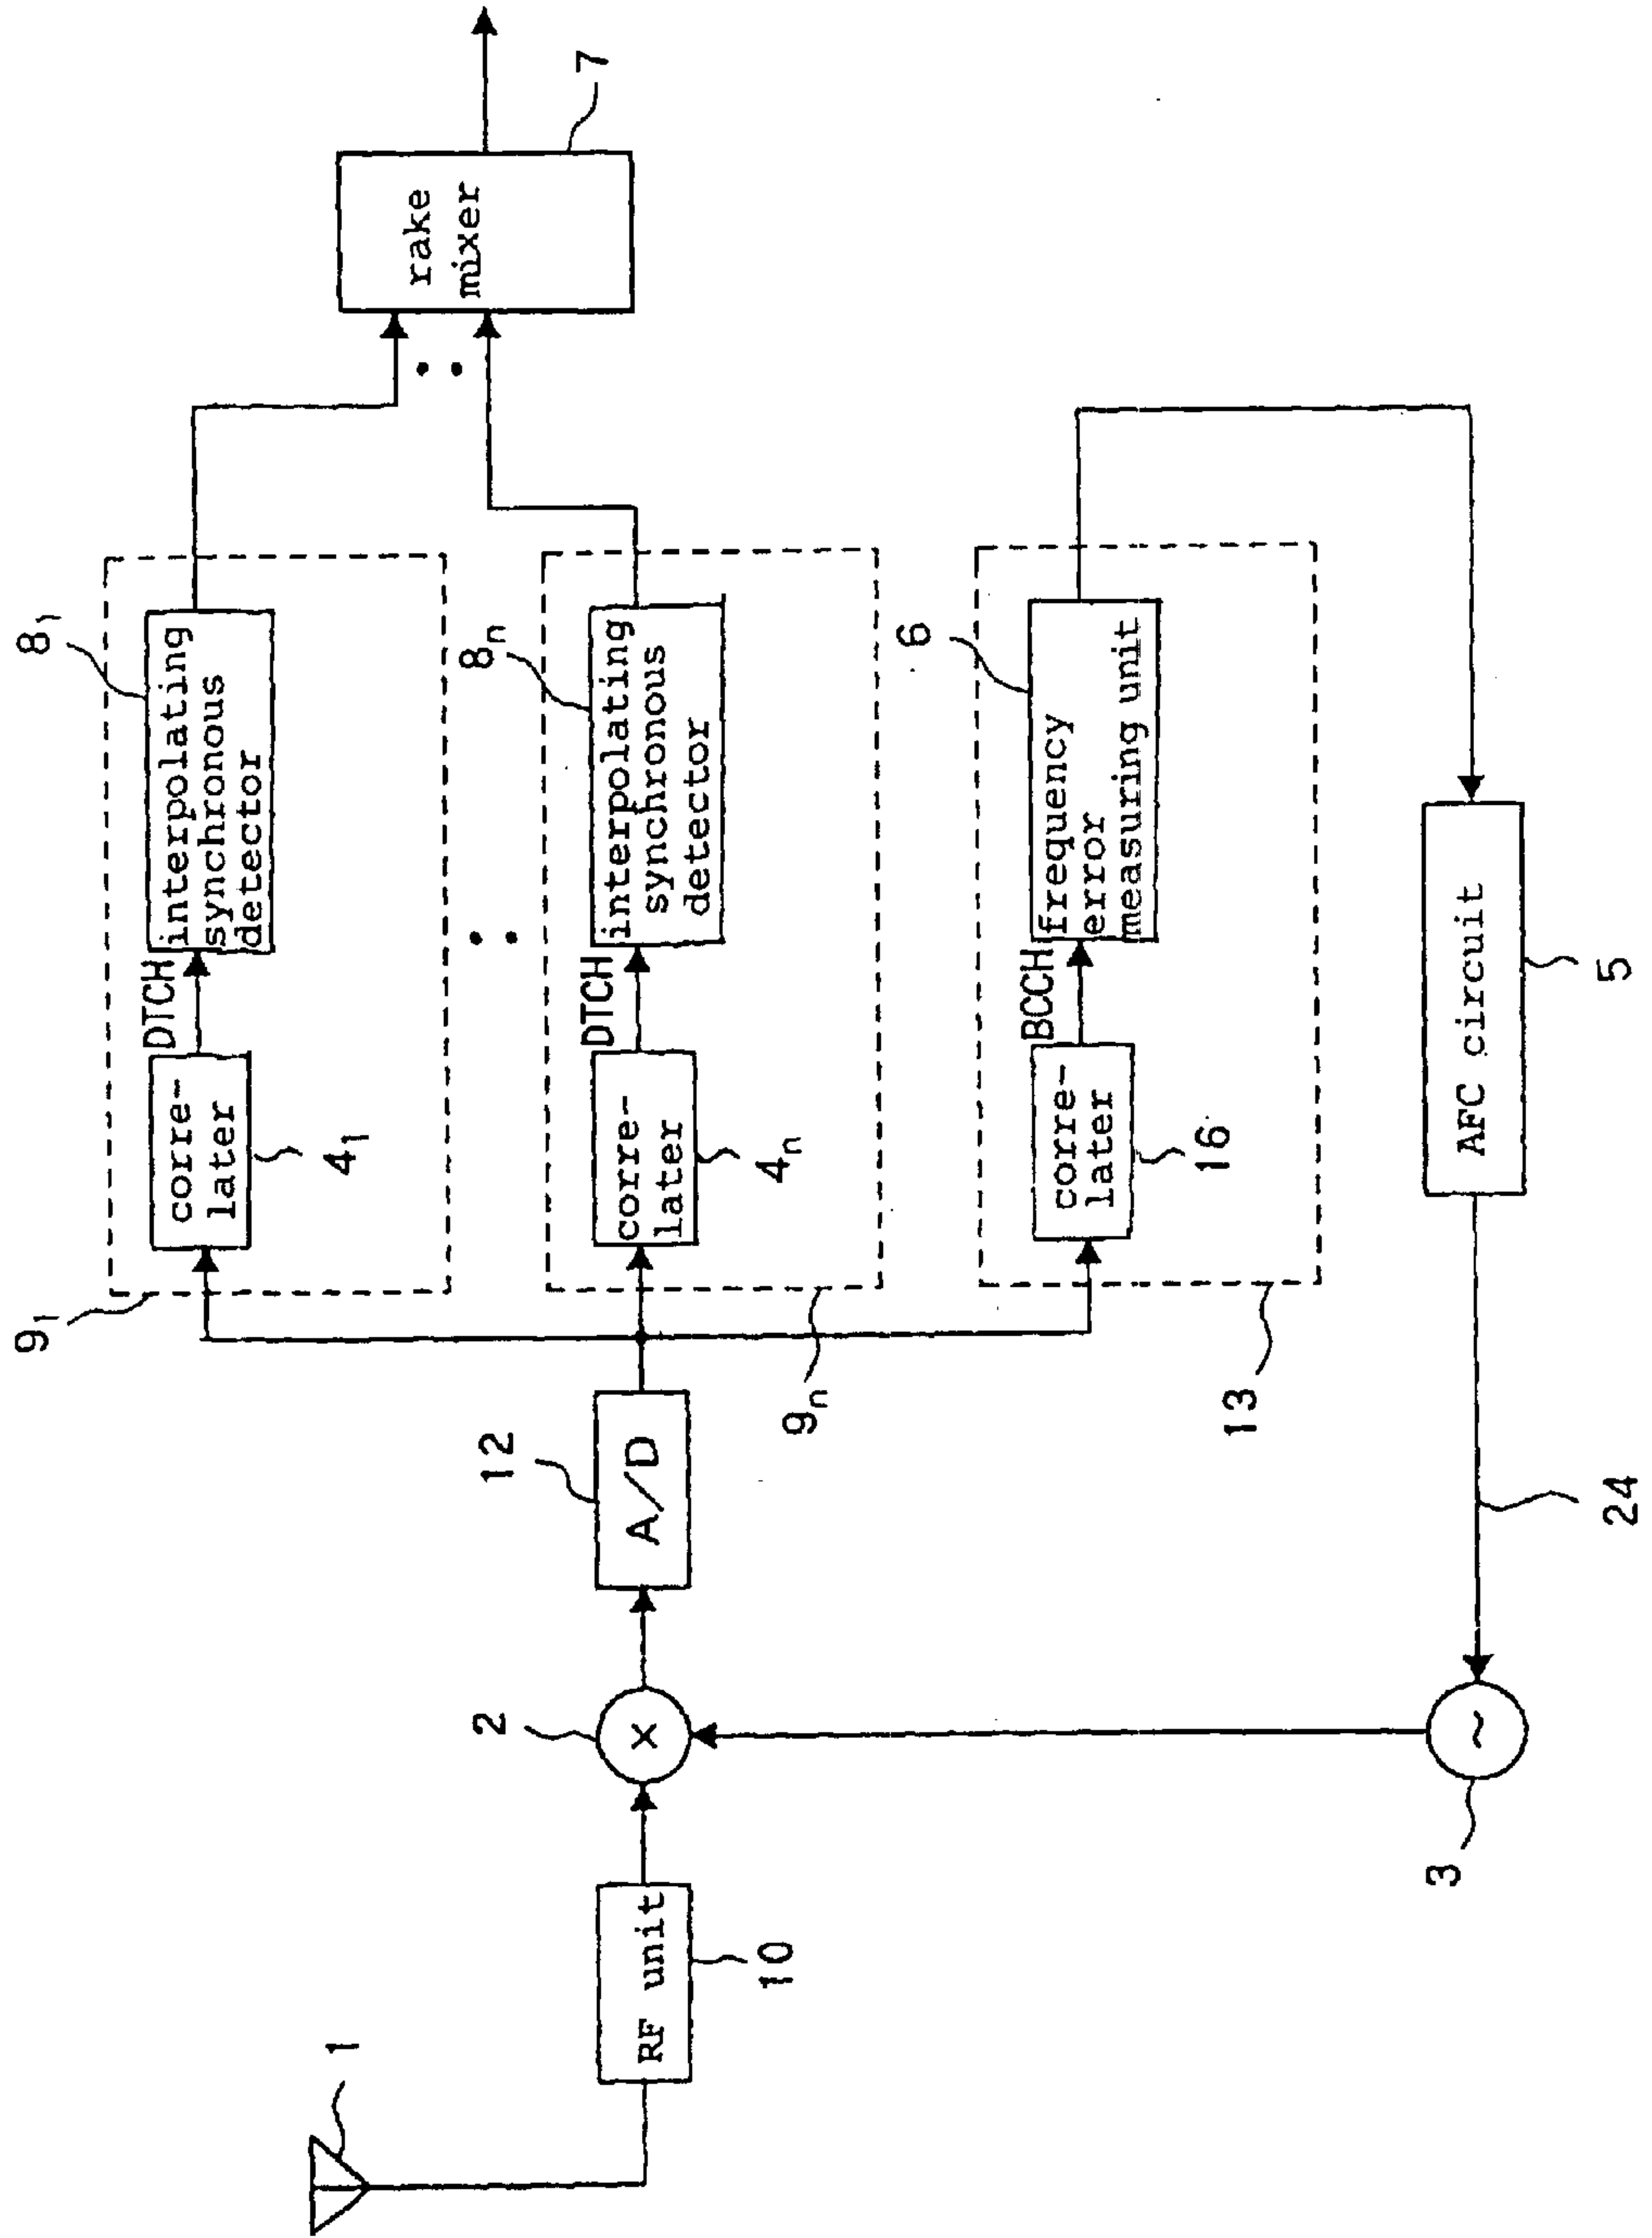 1
RF unit
10
2
×
3
~
12
A/D
9₁
corre-
later
4₁
DTCH
interpolating
synchronous
detector
8₁
9ₙ
corre-
later
4ₙ
DTCH
interpolating
synchronous
detector
8ₙ
13
corre-
later
16
BCCH
frequency
error
measuring unit
6
rake
mixer
7
AFC circuit
5
24